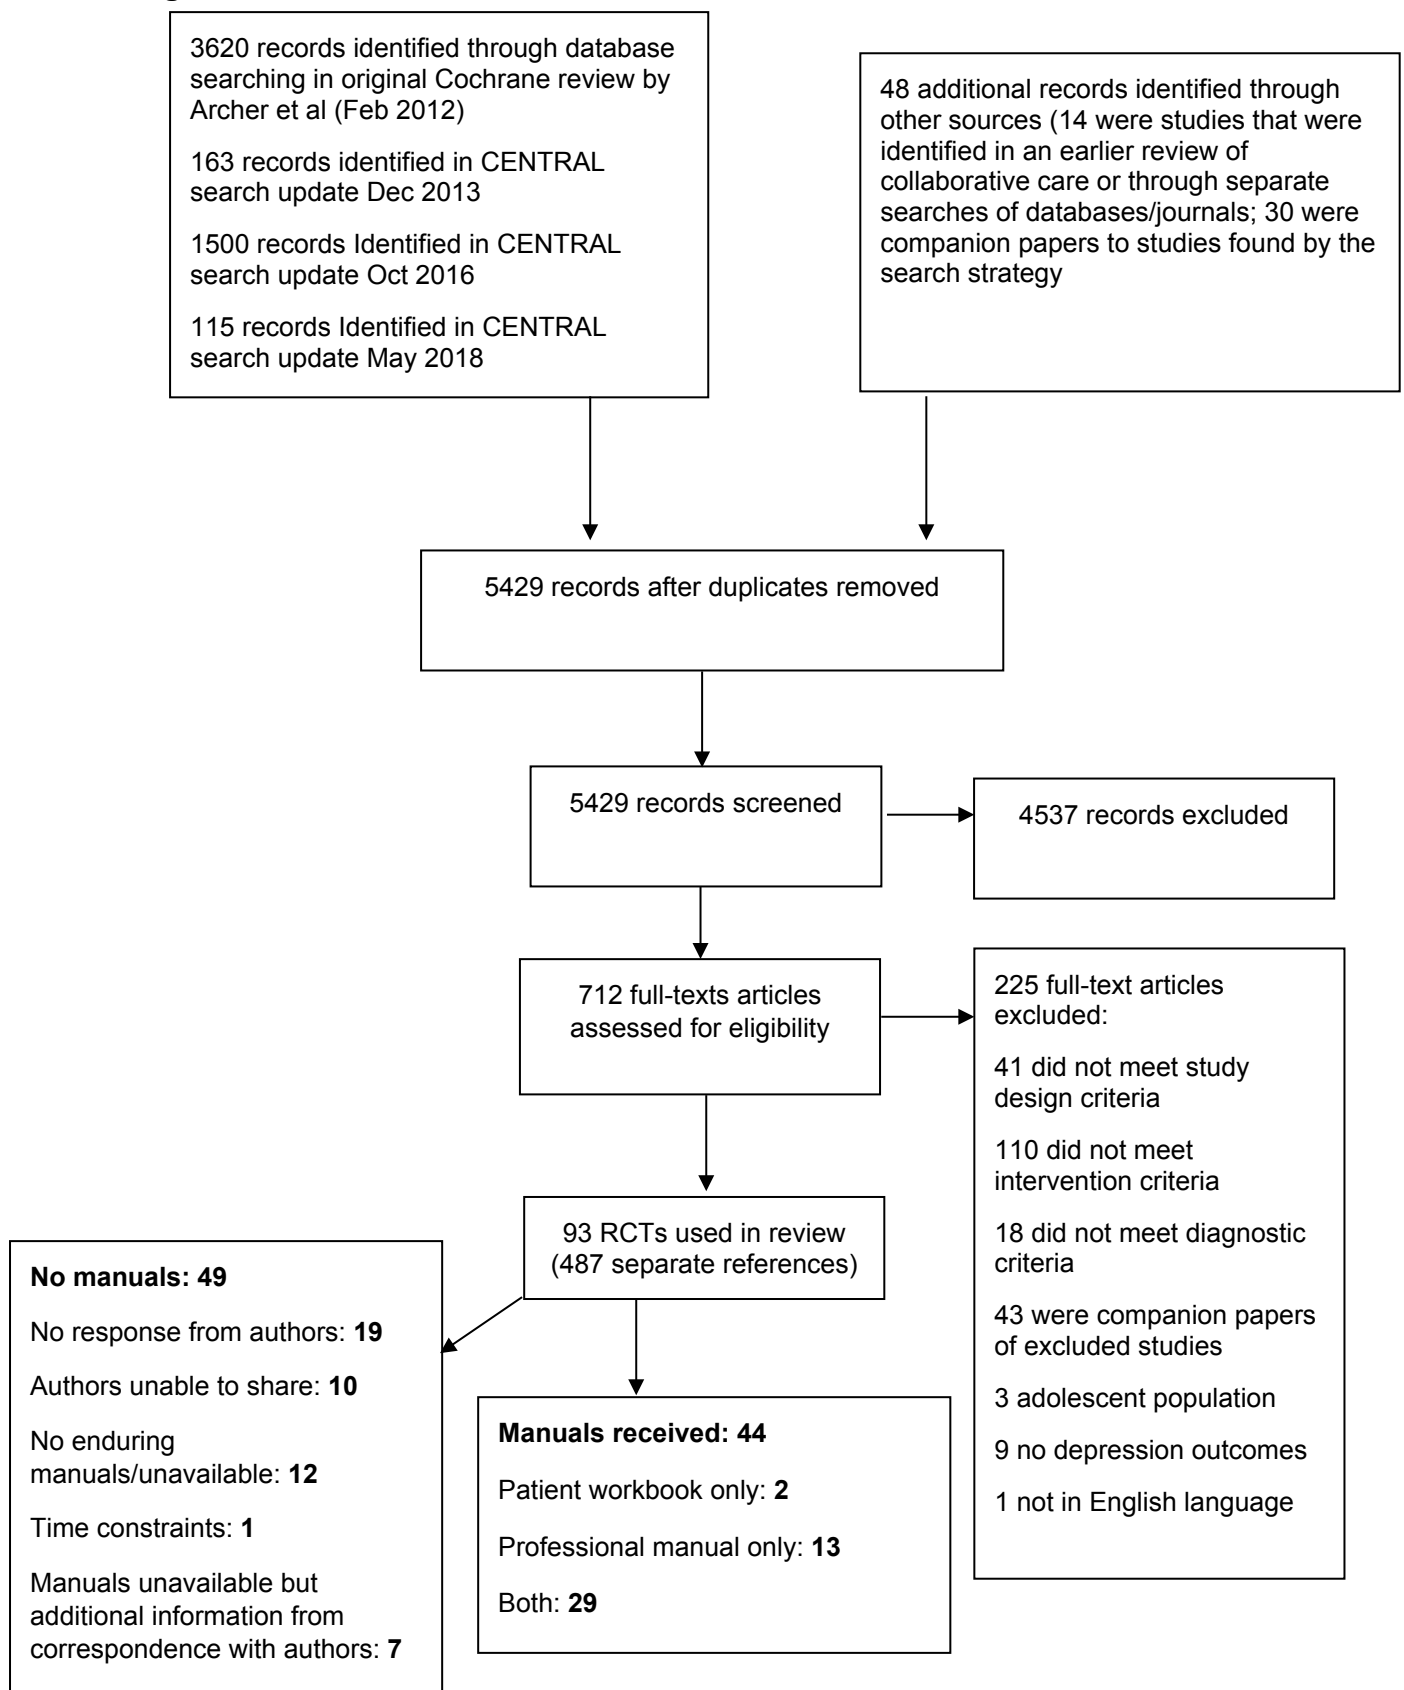 3620 records identified through database
searching in original Cochrane review by
Archer et al (Feb 2012)
163 records identified in CENTRAL
search update Dec 2013
1500 records Identified in CENTRAL
search update Oct 2016
115 records Identified in CENTRAL
search update May 2018
48 additional records identified through
other sources (14 were studies that were
identified in an earlier review of
collaborative care or through separate
searches of databases/journals; 30 were
companion papers to studies found by the
search strategy
5429 records after duplicates removed
5429 records screened
4537 records excluded
712 full-texts articles
assessed for eligibility
225 full-text articles
excluded:
41 did not meet study
design criteria
110 did not meet
intervention criteria
18 did not meet diagnostic
criteria
43 were companion papers
of excluded studies
3 adolescent population
9 no depression outcomes
1 not in English language
93 RCTs used in review
(487 separate references)
No manuals: 49
No response from authors: 19
Authors unable to share: 10
No enduring
manuals/unavailable: 12
Time constraints: 1
Manuals unavailable but
additional information from
correspondence with authors: 7
Manuals received: 44
Patient workbook only: 2
Professional manual only: 13
Both: 29